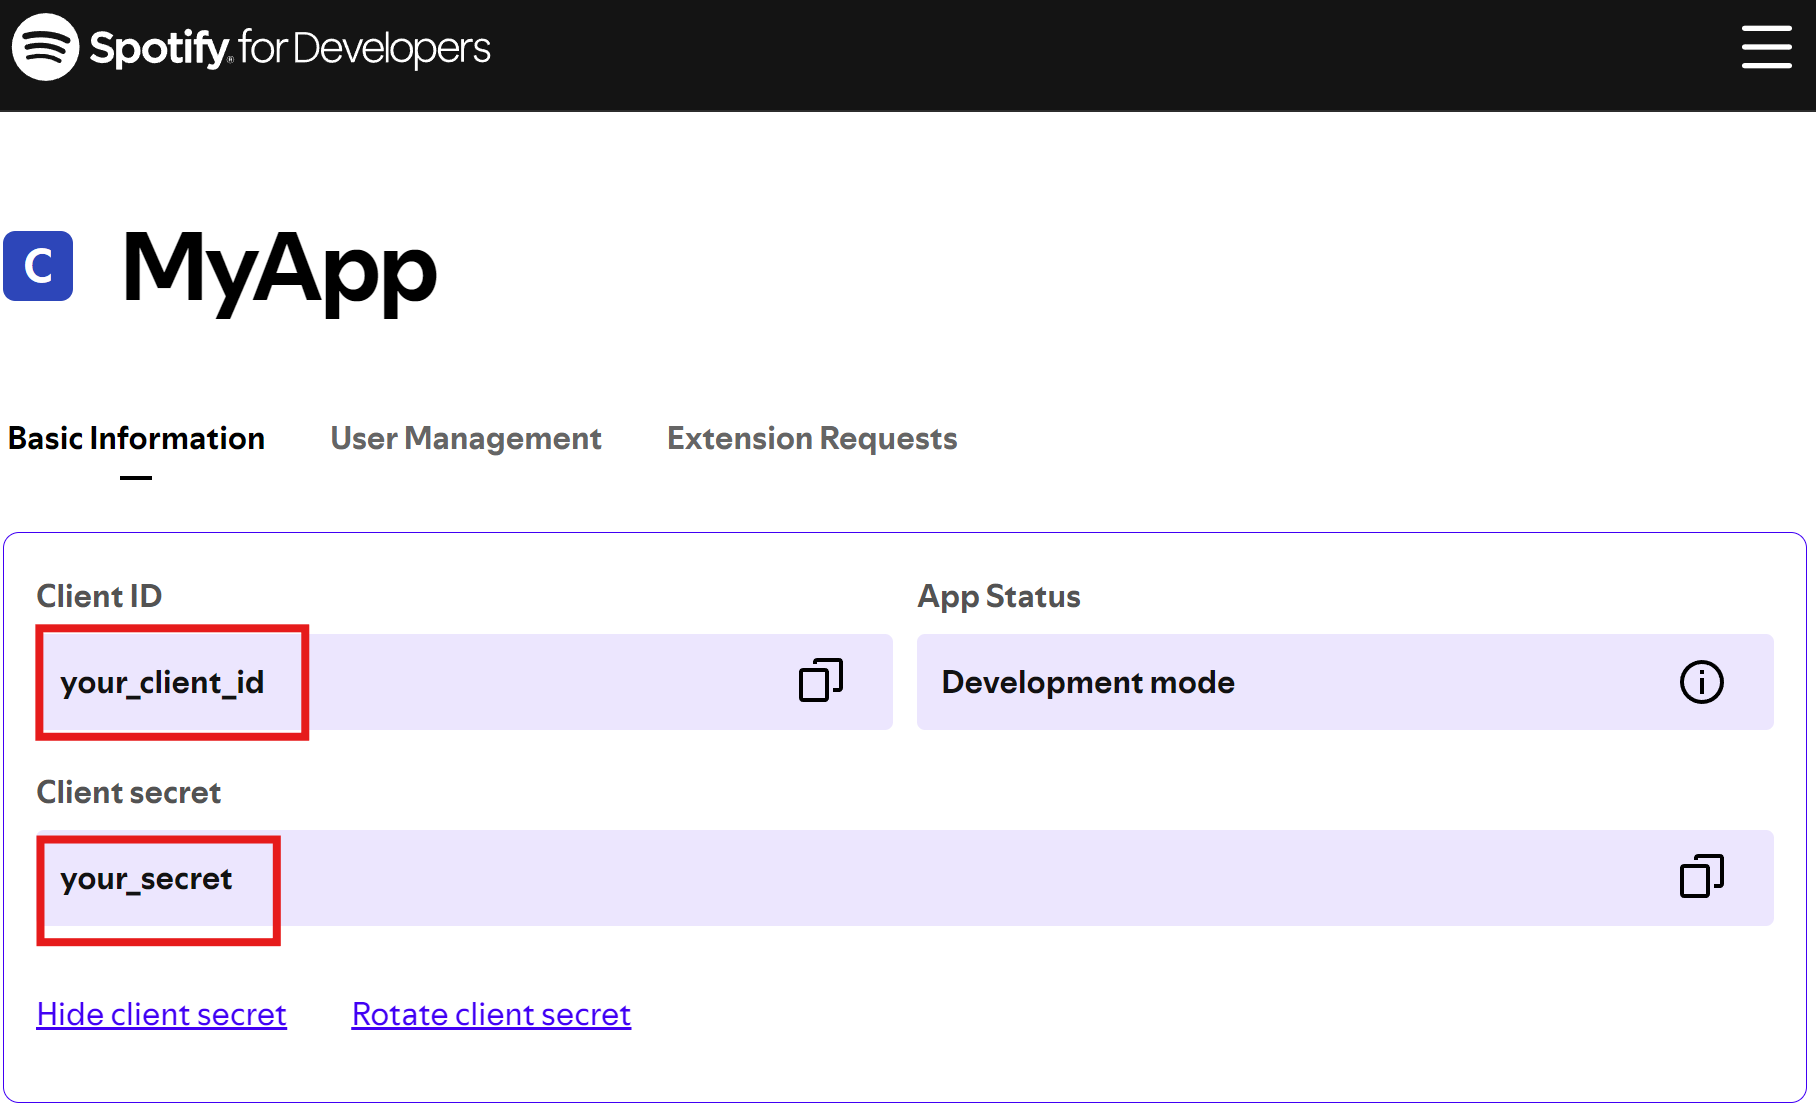 Spotify® for Developers
C MyApp
Basic Information User Management Extension Requests
Client ID App Status
your_client_id Development mode
Client secret
your_secret
Hide client secret Rotate client secret